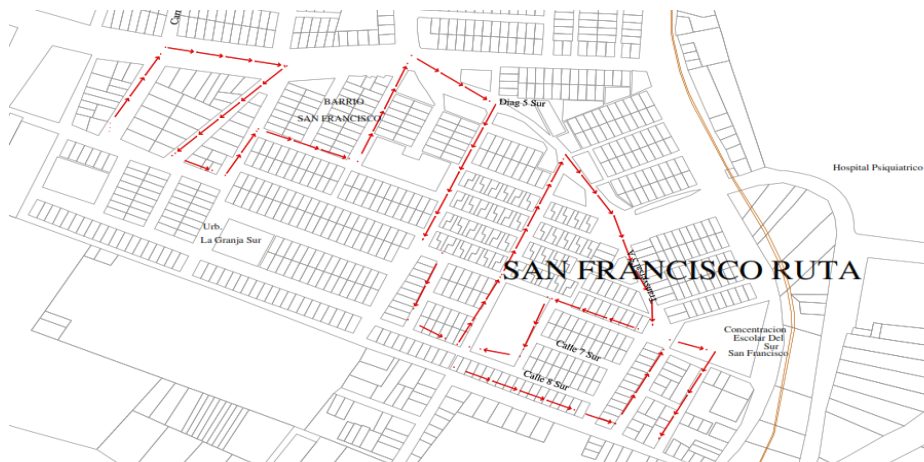 BARRIO
SAN FRANCISCO
Diag 5 Sur
Hospital Psiquiatrico
Urb.
La Granja Sur
SAN FRANCISCO RUTA
Concentracion
Escolar Del
Sur
San Francisco
Calle 7 Sur
Calle 8 Sur